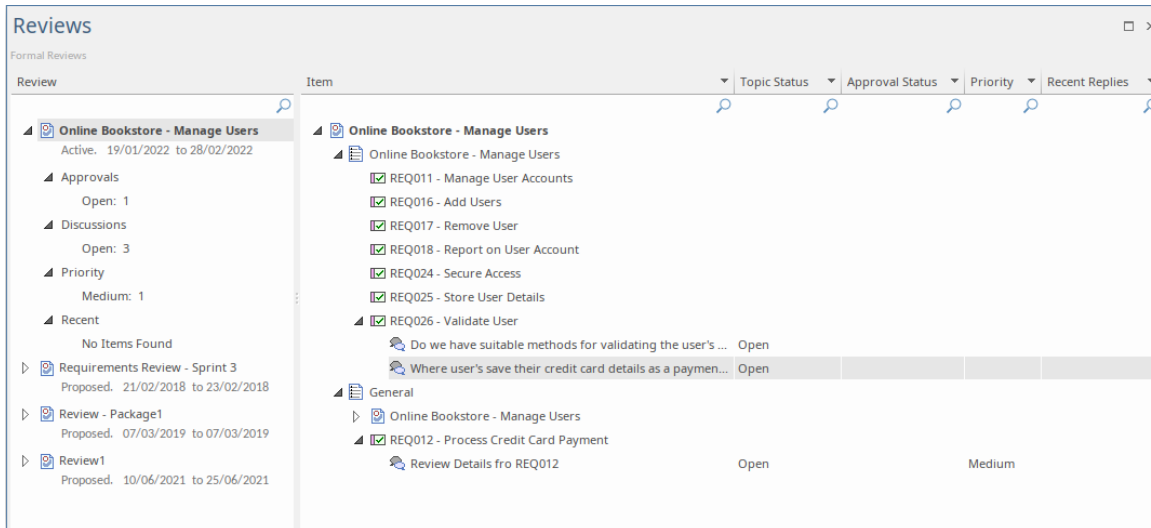 Reviews
Formal Reviews
Review
Item Topic Status Approval Status Priority Recent Replies
Online Bookstore - Manage Users
Active. 19/01/2022 to 28/02/2022
Approvals
Open: 1
Discussions
Open: 3
Priority
Medium: 1
Recent
No Items Found
Requirements Review - Sprint 3
Proposed. 21/02/2018 to 23/02/2018
Review - Package1
Proposed. 07/03/2019 to 07/03/2019
Review1
Proposed. 10/06/2021 to 25/06/2021
Online Bookstore - Manage Users
Online Bookstore - Manage Users
REQ011 - Manage User Accounts
REQ016 - Add Users
REQ017 - Remove User
REQ018 - Report on User Account
REQ024 - Secure Access
REQ025 - Store User Details
REQ026 - Validate User
Do we have suitable methods for validating the user's ... Open
Where user's save their credit card details as a paymen... Open
General
Online Bookstore - Manage Users
REQ012 - Process Credit Card Payment
Review Details fro REQ012 Open Medium